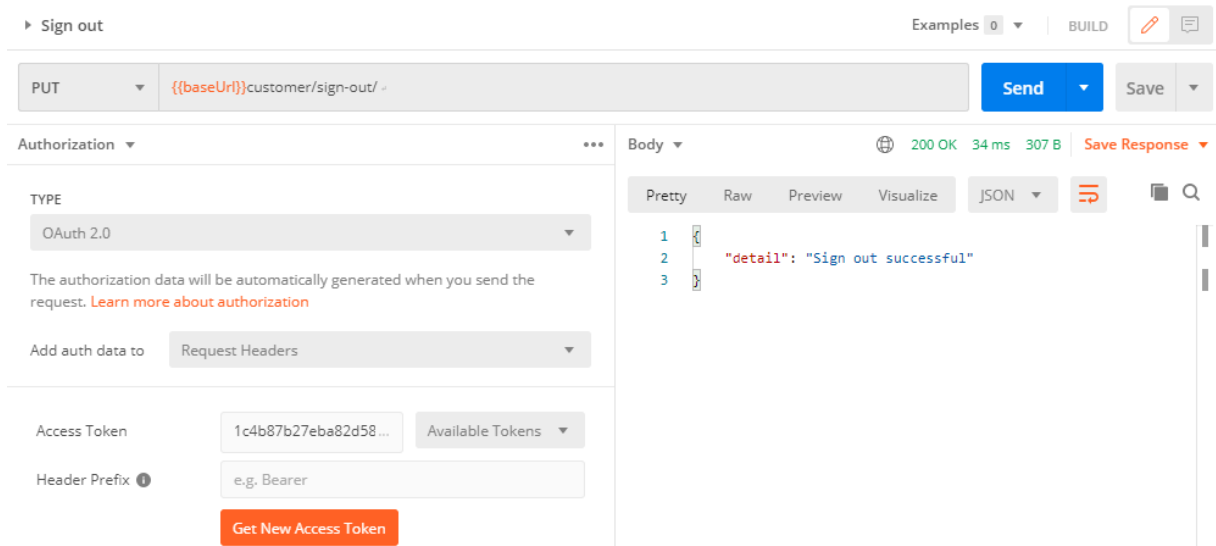 Sign out
Examples 0
BUILD
PUT
{{baseUrl}}customer/sign-out/
Send
Save
Authorization
TYPE
OAuth 2.0
The authorization data will be automatically generated when you send the
request. Learn more about authorization
Add auth data to
Request Headers
Access Token
1c4b87b27eba82d58...
Available Tokens
Header Prefix
e.g. Bearer
Get New Access Token
Body
200 OK 34 ms 307 B Save Response
Pretty Raw Preview Visualize JSON
1 {
2 "detail": "Sign out successful"
3 }